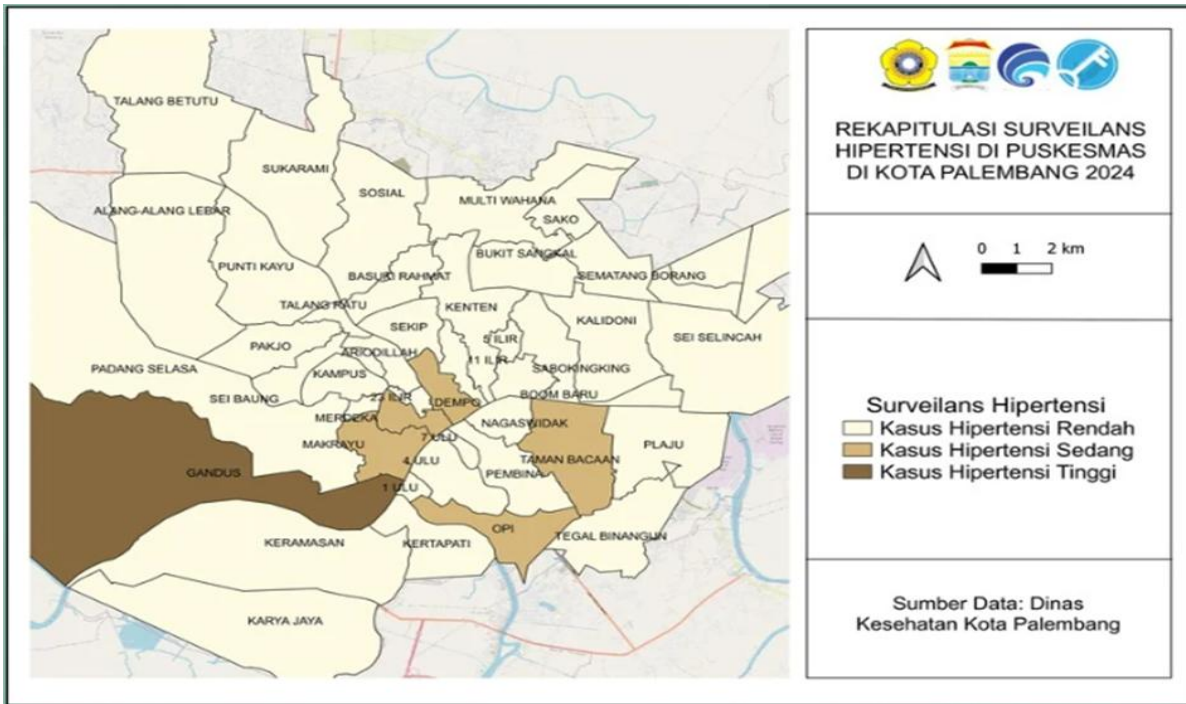 TALANG BETUTU
SUKARAMI
SOSIAL
MULTI WAHANA
ALANG-ALANG LEBAR
SAKO
BUKIT SANGKAL
PUNTI KAYU
BASUKI RAHMAT
SEMATANG BORANG
TALANG RATU
KENTEN
SEKIP
KALIDONI
5 ILIR
SEI SELINCAH
PAKJO
ARIODILLAH
11 ILIR
PADANG SELASA
KAMPUS
SABOKINGKING
SEI BAUNG
23 ILIR
DEMPO
BOOM BARU
MERDEKA
NAGASWIDAK
MAKRAYU
7 ULU
PLAJU
4 ULU
TAMAN BACAAN
GANDUS
PEMBINA
1 ULU
OPI
KERAMASAN
KERTAPATI
TEGAL BINANGUN
KARYA JAYA
REKAPITULASI SURVEILANS
HIPERTENSI DI PUSKESMAS
DI KOTA PALEMBANG 2024
0 1 2 km
Surveilans Hipertensi
Kasus Hipertensi Rendah
Kasus Hipertensi Sedang
Kasus Hipertensi Tinggi
Sumber Data: Dinas
Kesehatan Kota Palembang